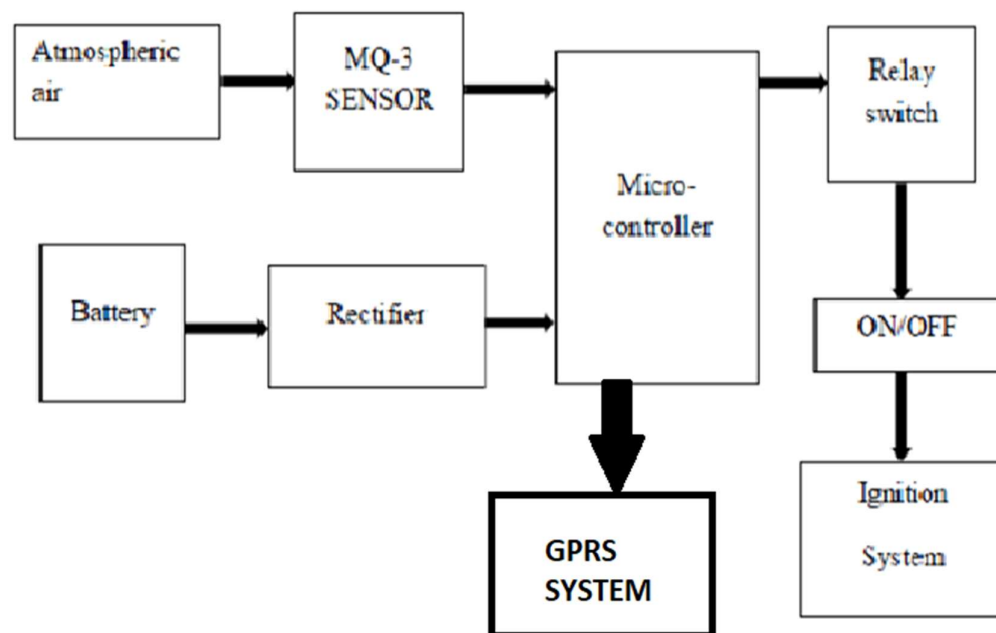 Atmospheric
air
MQ-3
SENSOR
Micro-
controller
Relay
switch
Battery
Rectifier
ON/OFF
GPRS
SYSTEM
Ignition
System